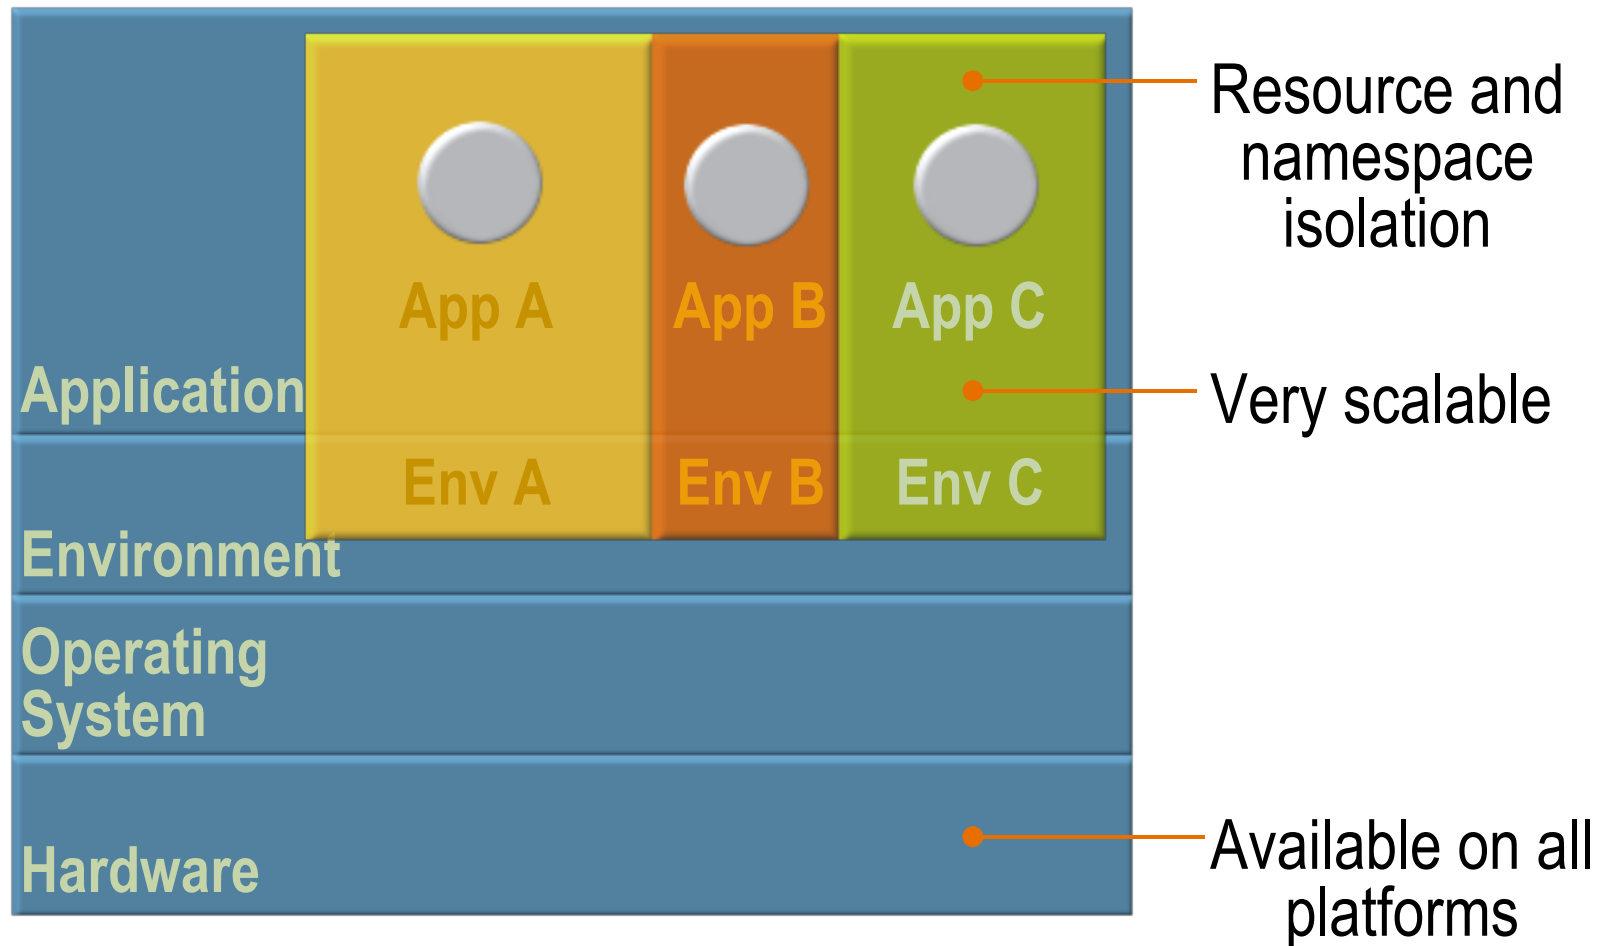 Resource and
namespace
isolation
App A
App B
App C
Application
Very scalable
Env A
Env B
Env C
Environment
Operating
System
Hardware
Available on all
platforms